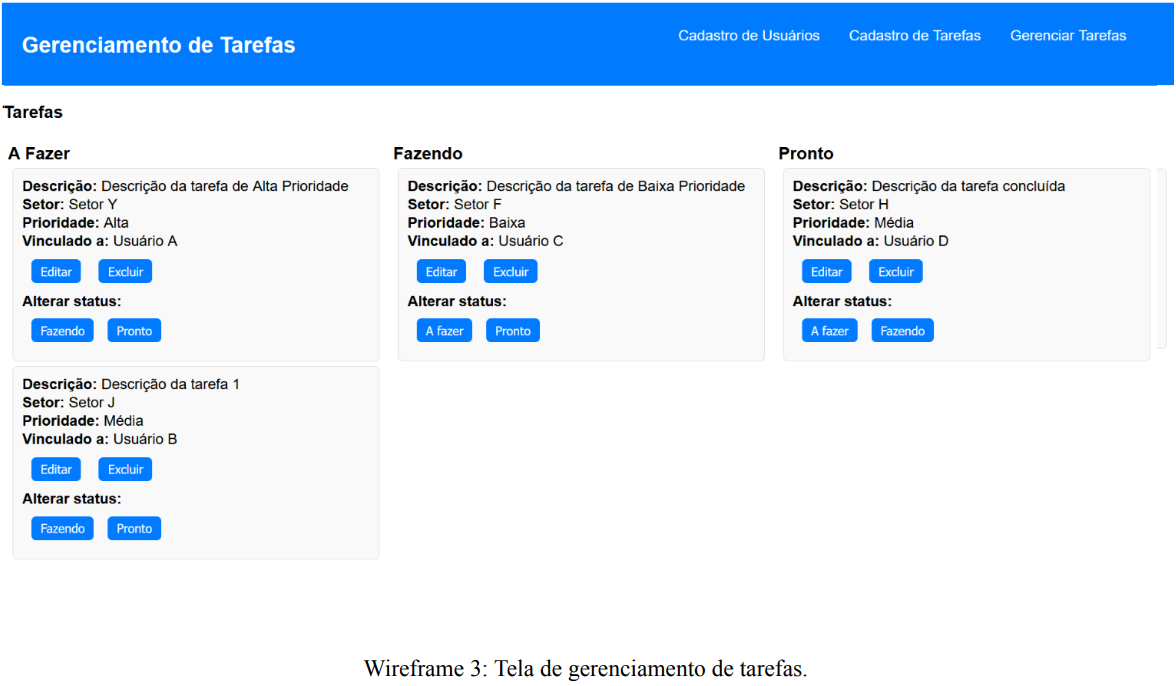 Gerenciamento de Tarefas
Cadastro de Usuários Cadastro de Tarefas Gerenciar Tarefas
Tarefas
A Fazer
Descrição: Descrição da tarefa de Alta Prioridade
Setor: Setor Y
Prioridade: Alta
Vinculado a: Usuário A
Editar Excluir
Alterar status:
Fazendo Pronto
Descrição: Descrição da tarefa 1
Setor: Setor J
Prioridade: Média
Vinculado a: Usuário B
Editar Excluir
Alterar status:
Fazendo Pronto
Fazendo
Descrição: Descrição da tarefa de Baixa Prioridade
Setor: Setor F
Prioridade: Baixa
Vinculado a: Usuário C
Editar Excluir
Alterar status:
A fazer Pronto
Pronto
Descrição: Descrição da tarefa concluída
Setor: Setor H
Prioridade: Média
Vinculado a: Usuário D
Editar Excluir
Alterar status:
A fazer Fazendo
Wireframe 3: Tela de gerenciamento de tarefas.